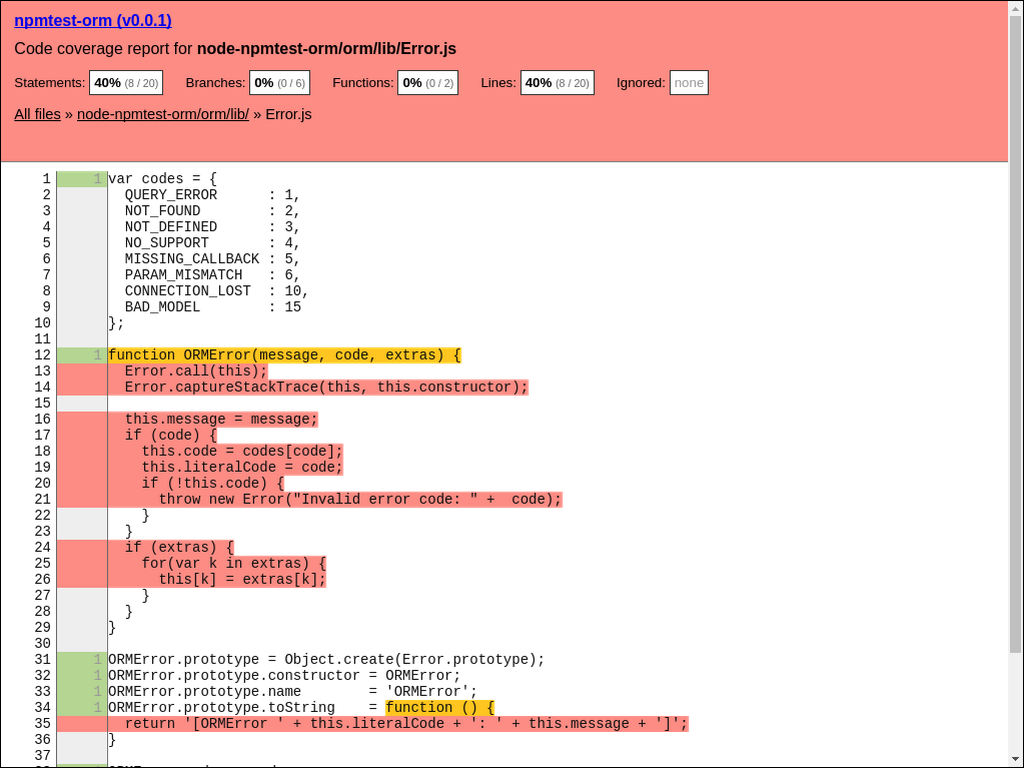 npmtest-orm (v0.0.1)
Code coverage report for node-npmtest-orm/orm/lib/Error.js
Statements: 40% (8 / 20) Branches: 0% (0 / 6) Functions: 0% (0 / 2) Lines: 40% (8 / 20) Ignored: none
All files » node-npmtest-orm/orm/lib/ » Error.js
1 1 var codes = {
2   QUERY_ERROR      : 1,
3   NOT_FOUND        : 2,
4   NOT_DEFINED      : 3,
5   NO_SUPPORT       : 4,
6   MISSING_CALLBACK : 5,
7   PARAM_MISMATCH   : 6,
8   CONNECTION_LOST  : 10,
9   BAD_MODEL        : 15
10 };
11
12 1 function ORMError(message, code, extras) {
13   Error.call(this);
14   Error.captureStackTrace(this, this.constructor);
15
16   this.message = message;
17   if (code) {
18     this.code = codes[code];
19     this.literalCode = code;
20     if (!this.code) {
21       throw new Error("Invalid error code: " +  code);
22     }
23   }
24   if (extras) {
25     for(var k in extras) {
26       this[k] = extras[k];
27     }
28   }
29 }
30
31 1 ORMError.prototype = Object.create(Error.prototype);
32 1 ORMError.prototype.constructor = ORMError;
33 1 ORMError.prototype.name        = 'ORMError';
34 1 ORMError.prototype.toString    = function () {
35   return '[ORMError ' + this.literalCode + ': ' + this.message + ']';
36 }
37